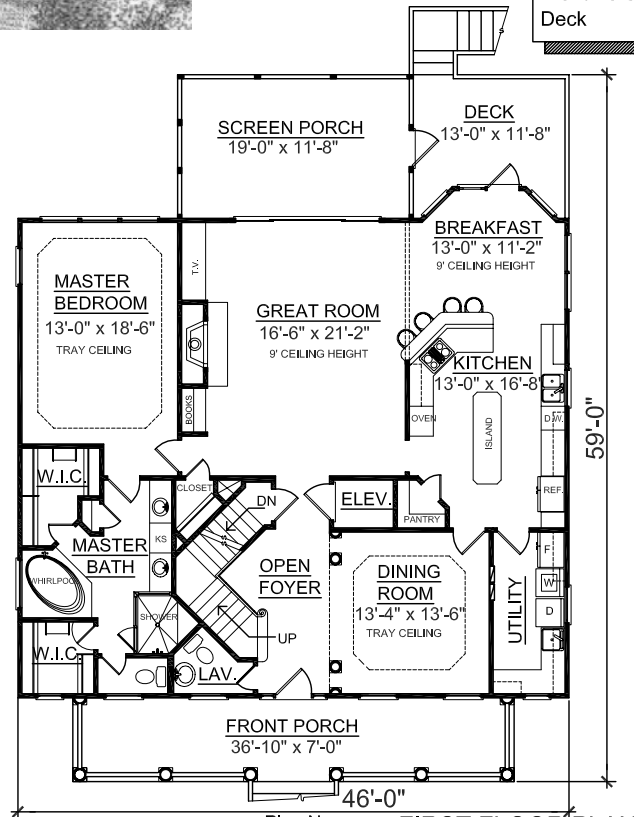 Deck
DECK
13'-0" x 11'-8"
SCREEN PORCH
19'-0" x 11'-8"
BREAKFAST
13'-0" x 11'-2"
9' CEILING HEIGHT
T.V.
MASTER
BEDROOM
13'-0" x 18'-6"
TRAY CEILING
GREAT ROOM
16'-6" x 21'-2"
9' CEILING HEIGHT
KITCHEN
13'-0" x 16'-8"
BOOKS
OVEN
ISLAND
D.W.
59'-0"
W.I.C.
CLOSET
DN
ELEV.
PANTRY
REF.
KS
MASTER
BATH
WHIRLPOOL
OPEN
FOYER
DINING
ROOM
13'-4" x 13'-6"
TRAY CEILING
UTILITY
F
W
D
SHOWER
UP
W.I.C.
LAV.
FRONT PORCH
36'-10" x 7'-0"
46'-0"